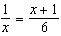 1/x = (x + 1)/6